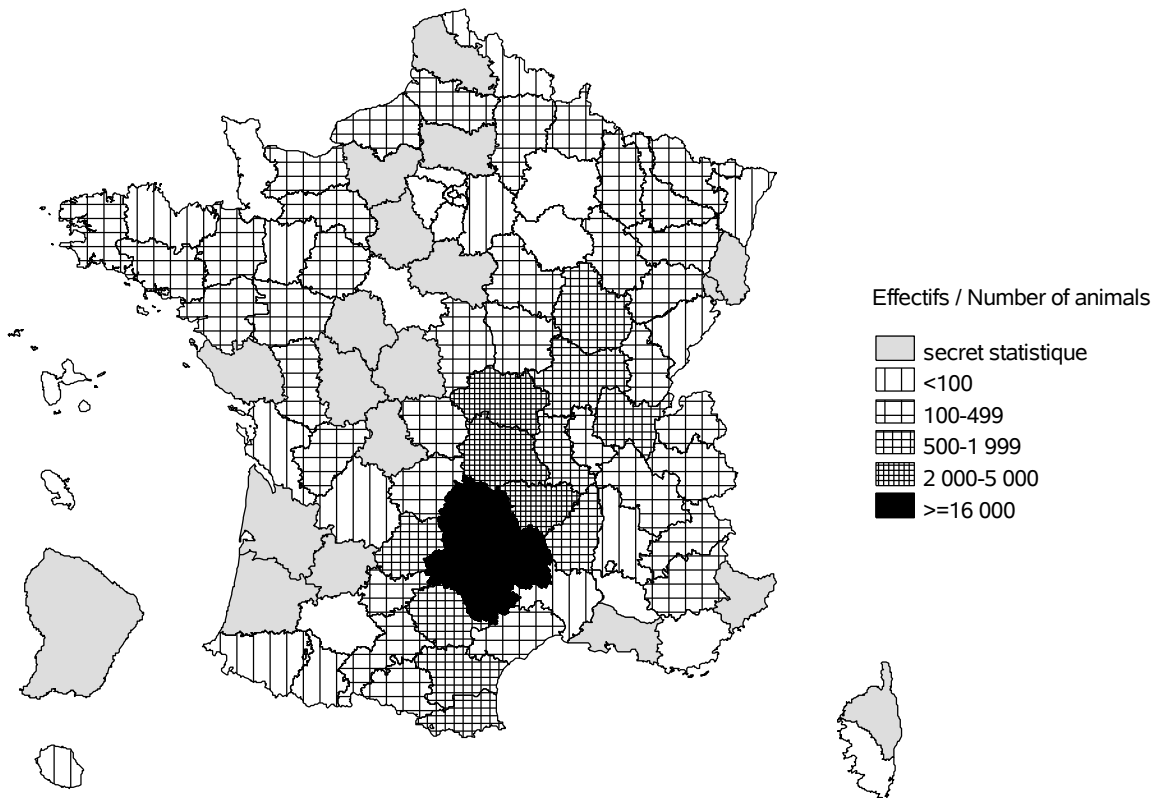 Effectifs / Number of animals
secret statistique
<100
100-499
500-1 999
2 000-5 000
>=16 000